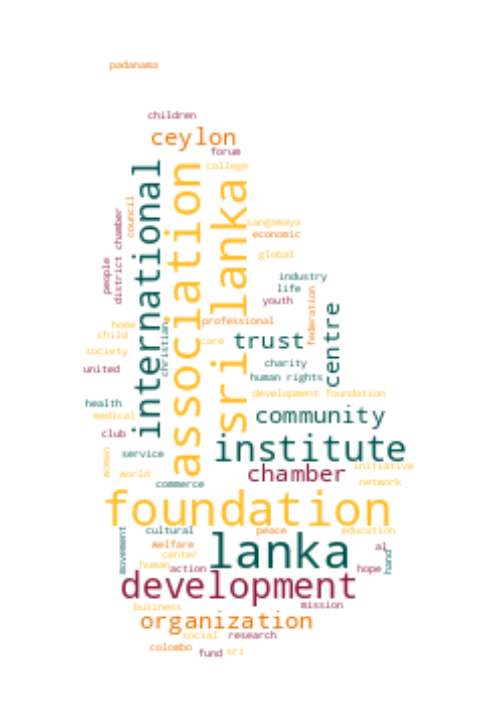 padanama
children
ceylon
forum
college
international
association
sri lanka
council
district chamber
people
sangamaya
economic
global
industry
life
youth
federation
centre
professional
home
child
christian
care
trust
society
charity
united
human rights
development foundation
health
medical
community
club
institute
women
service
chamber
initiative
world
commerce
network
foundation
movement
cultural
peace
education
welfare
lanka
al
center
human
action
hope
hand
development
business
mission
organization
social
research
colombo
fund
sri